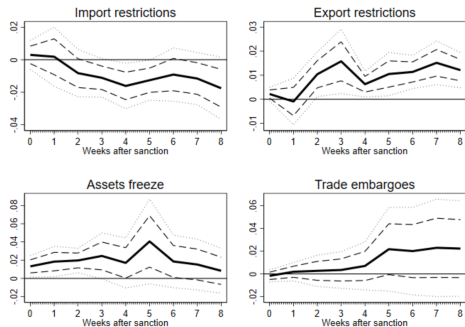 Import restrictions
.02
0
-.02
-.04
0 1 2 3 4 5 6 7 8
Weeks after sanction
Export restrictions
.03
.02
.01
0
-.01
0 1 2 3 4 5 6 7 8
Weeks after sanction
Assets freeze
.08
.06
.04
.02
0
-.02
0 1 2 3 4 5 6 7 8
Weeks after sanction
Trade embargoes
.06
.04
.02
0
-.02
0 1 2 3 4 5 6 7 8
Weeks after sanction